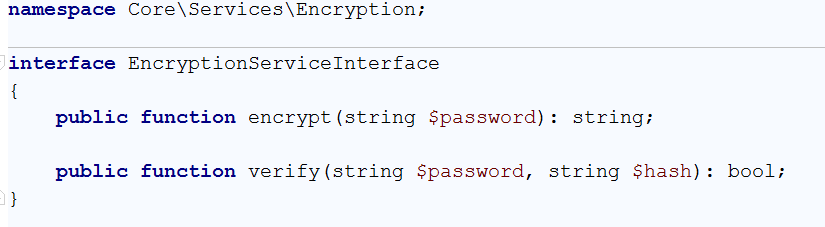 namespace Core\Services\Encryption;
interface EncryptionServiceInterface
{
    public function encrypt(string $password): string;
    public function verify(string $password, string $hash): bool;
}